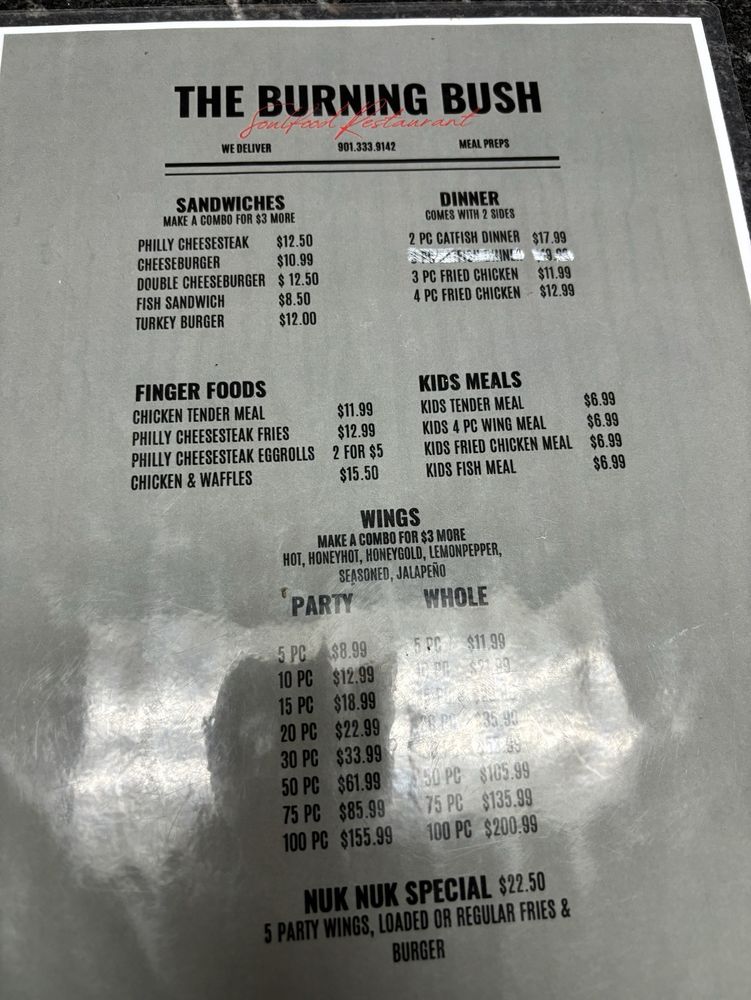 THE BURNING BUSH
Soulfood Restaurant
WE DELIVER 901.333.9142 MEAL PREPS
SANDWICHES
MAKE A COMBO FOR $3 MORE
PHILLY CHEESESTEAK $12.50
CHEESEBURGER $10.99
DOUBLE CHEESEBURGER $ 12.50
FISH SANDWICH $8.50
TURKEY BURGER $12.00
DINNER
COMES WITH 2 SIDES
2 PC CATFISH DINNER $17.99
3 PC FRIED CHICKEN $11.99
4 PC FRIED CHICKEN $12.99
FINGER FOODS
CHICKEN TENDER MEAL $11.99
PHILLY CHEESESTEAK FRIES $12.99
PHILLY CHEESESTEAK EGGROLLS 2 FOR $5
CHICKEN & WAFFLES $15.50
KIDS MEALS
KIDS TENDER MEAL $6.99
KIDS 4 PC WING MEAL $6.99
KIDS FRIED CHICKEN MEAL $6.99
KIDS FISH MEAL $6.99
WINGS
MAKE A COMBO FOR $3 MORE
HOT, HONEYHOT, HONEYGOLD, LEMONPEPPER,
SEASONED, JALAPEÑO
PARTY
5 PC $8.99
10 PC $12.99
15 PC $18.99
20 PC $22.99
30 PC $33.99
50 PC $61.99
75 PC $85.99
100 PC $155.99
WHOLE
5 PC $11.99
10 PC
50 PC $105.99
75 PC $135.99
100 PC $200.99
NUK NUK SPECIAL $22.50
5 PARTY WINGS, LOADED OR REGULAR FRIES &
BURGER